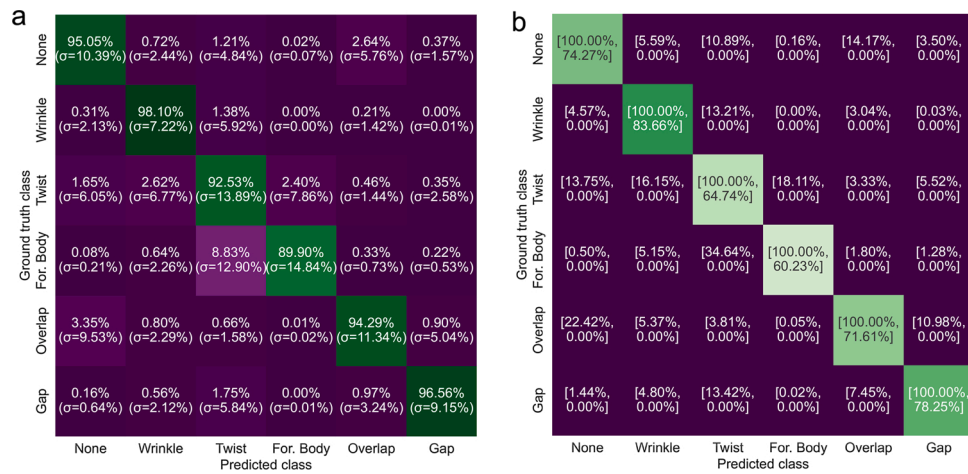 a
Ground truth class
None
95.05% 0.72% 1.21% 0.02% 2.64% 0.37%
(σ=10.39%) (σ=2.44%) (σ=4.84%) (σ=0.07%) (σ=5.76%) (σ=1.57%)
Wrinkle
0.31% 98.10% 1.38% 0.00% 0.21% 0.00%
(σ=2.13%) (σ=7.22%) (σ=5.92%) (σ=0.00%) (σ=1.42%) (σ=0.01%)
Twist
1.65% 2.62% 92.53% 2.40% 0.46% 0.35%
(σ=6.05%) (σ=6.77%) (σ=13.89%) (σ=7.86%) (σ=1.44%) (σ=2.58%)
For. Body
0.08% 0.64% 8.83% 89.90% 0.33% 0.22%
(σ=0.21%) (σ=2.26%) (σ=12.90%) (σ=14.84%) (σ=0.73%) (σ=0.53%)
Overlap
3.35% 0.80% 0.66% 0.01% 94.29% 0.90%
(σ=9.53%) (σ=2.29%) (σ=1.58%) (σ=0.02%) (σ=11.34%) (σ=5.04%)
Gap
0.16% 0.56% 1.75% 0.00% 0.97% 96.56%
(σ=0.64%) (σ=2.12%) (σ=5.84%) (σ=0.01%) (σ=3.24%) (σ=9.15%)
None Wrinkle Twist For. Body Overlap Gap
Predicted class
b
Ground truth class
None
[100.00%, [5.59%, [10.89%, [0.16%, [14.17%, [3.50%,
74.27%] 0.00%] 0.00%] 0.00%] 0.00%] 0.00%]
Wrinkle
[4.57%, [100.00%, [13.21%, [0.00%, [3.04%, [0.03%,
0.00%] 83.66%] 0.00%] 0.00%] 0.00%] 0.00%]
Twist
[13.75%, [16.15%, [100.00%, [18.11%, [3.33%, [5.52%,
0.00%] 0.00%] 64.74%] 0.00%] 0.00%] 0.00%]
For. Body
[0.50%, [5.15%, [34.64%, [100.00%, [1.80%, [1.28%,
0.00%] 0.00%] 0.00%] 60.23%] 0.00%] 0.00%]
Overlap
[22.42%, [5.37%, [3.81%, [0.05%, [100.00%, [10.98%,
0.00%] 0.00%] 0.00%] 0.00%] 71.61%] 0.00%]
Gap
[1.44%, [4.80%, [13.42%, [0.02%, [7.45%, [100.00%,
0.00%] 0.00%] 0.00%] 0.00%] 0.00%] 78.25%]
None Wrinkle Twist For. Body Overlap Gap
Predicted class